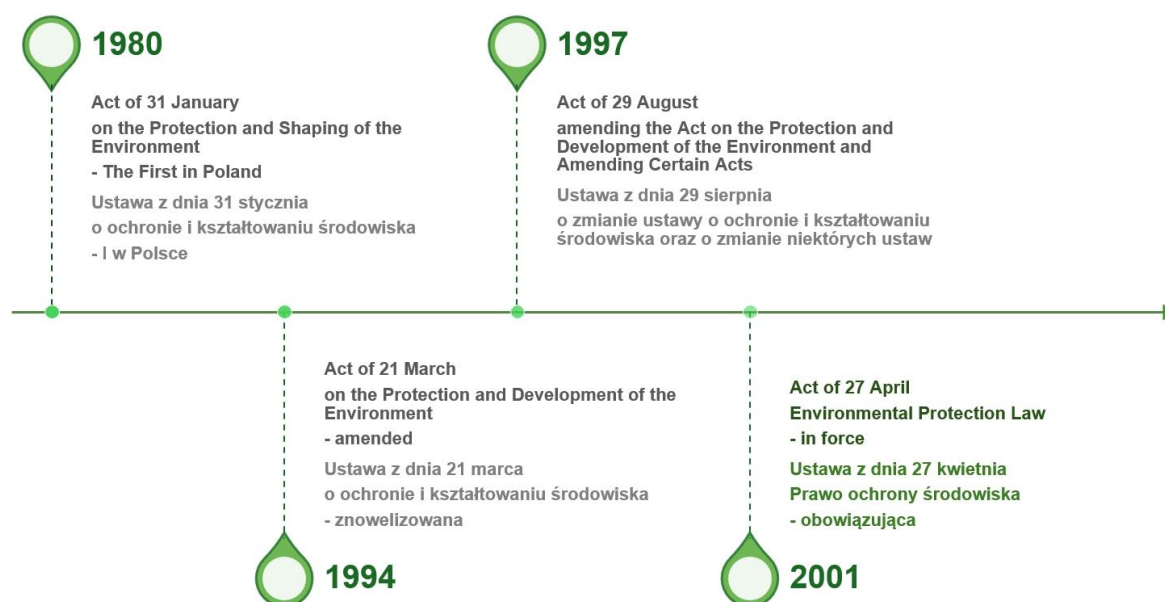 1980
Act of 31 January
on the Protection and Shaping of the
Environment
- The First in Poland
Ustawa z dnia 31 stycznia
o ochronie i kształtowaniu środowiska
- I w Polsce
1997
Act of 29 August
amending the Act on the Protection and
Development of the Environment and
Amending Certain Acts
Ustawa z dnia 29 sierpnia
o zmianie ustawy o ochronie i kształtowaniu
środowiska oraz o zmianie niektórych ustaw
Act of 21 March
on the Protection and Development of the
Environment
- amended
Ustawa z dnia 21 marca
o ochronie i kształtowaniu środowiska
- znowelizowana
1994
Act of 27 April
Environmental Protection Law
- in force
Ustawa z dnia 27 kwietnia
Prawo ochrony środowiska
- obowiązująca
2001